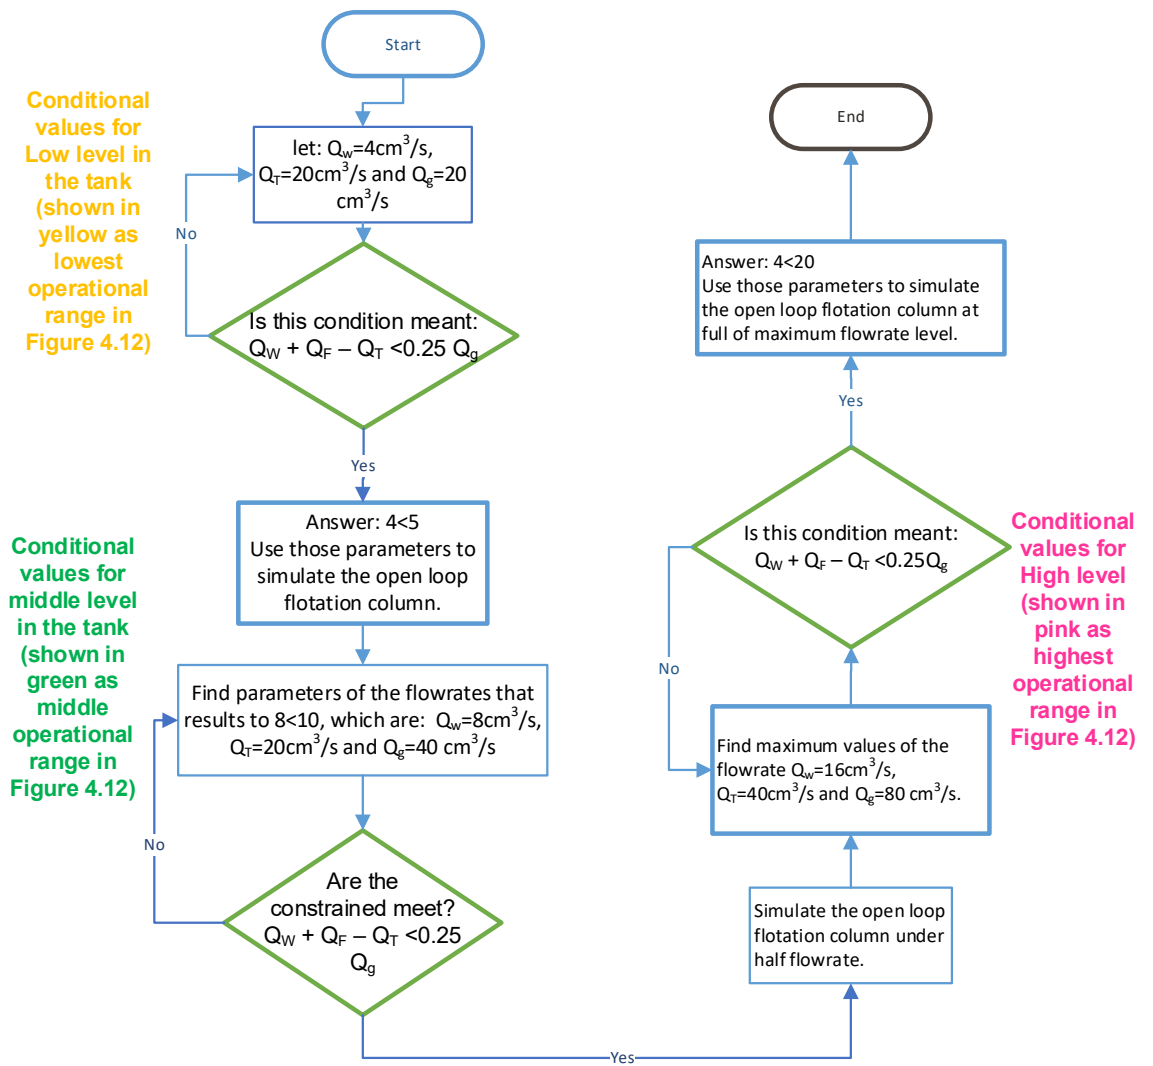 Start
Conditional
values for
Low level in
the tank
(shown in
yellow as
lowest
operational
range in
Figure 4.12)
let: Qw=4cm³/s,
QT=20cm³/s and Qg=20
cm³/s
No
Is this condition meant:
QW + QF – QT <0.25 Qg
Yes
Answer: 4<5
Use those parameters to
simulate the open loop
flotation column.
Conditional
values for
middle level
in the tank
(shown in
green as
middle
operational
range in
Figure 4.12)
Find parameters of the flowrates that
results to 8<10, which are: Qw=8cm³/s,
QT=20cm³/s and Qg=40 cm³/s
No
Are the
constrained meet?
QW + QF – QT <0.25
Qg
Yes
Simulate the open loop
flotation column under
half flowrate.
Find maximum values of the
flowrate Qw=16cm³/s,
QT=40cm³/s and Qg=80 cm³/s.
No
Is this condition meant:
QW + QF – QT <0.25Qg
Conditional
values for
High level
(shown in
pink as
highest
operational
range in
Figure 4.12)
Yes
Answer: 4<20
Use those parameters to simulate
the open loop flotation column at
full of maximum flowrate level.
End